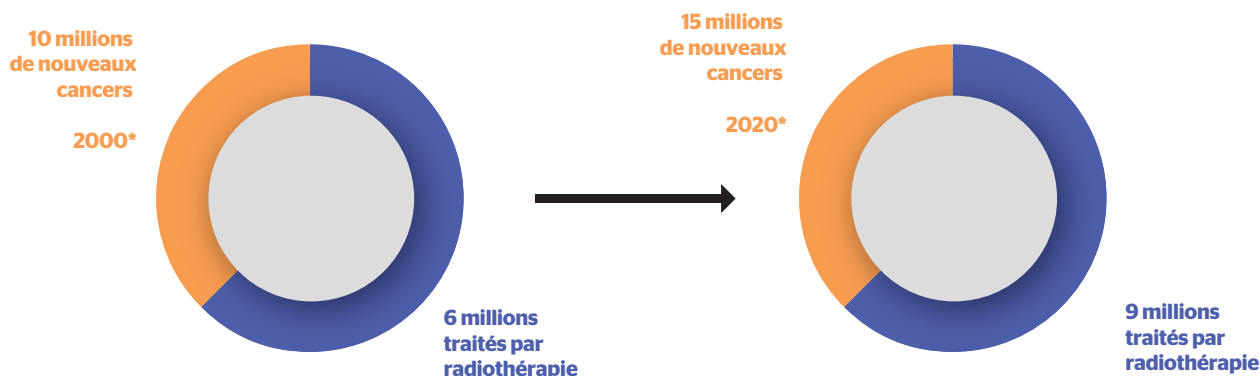 10 millions
de nouveaux
cancers
2000*
6 millions
traités par
radiothérapie
15 millions
de nouveaux
cancers
2020*
9 millions
traités par
radiothérapie